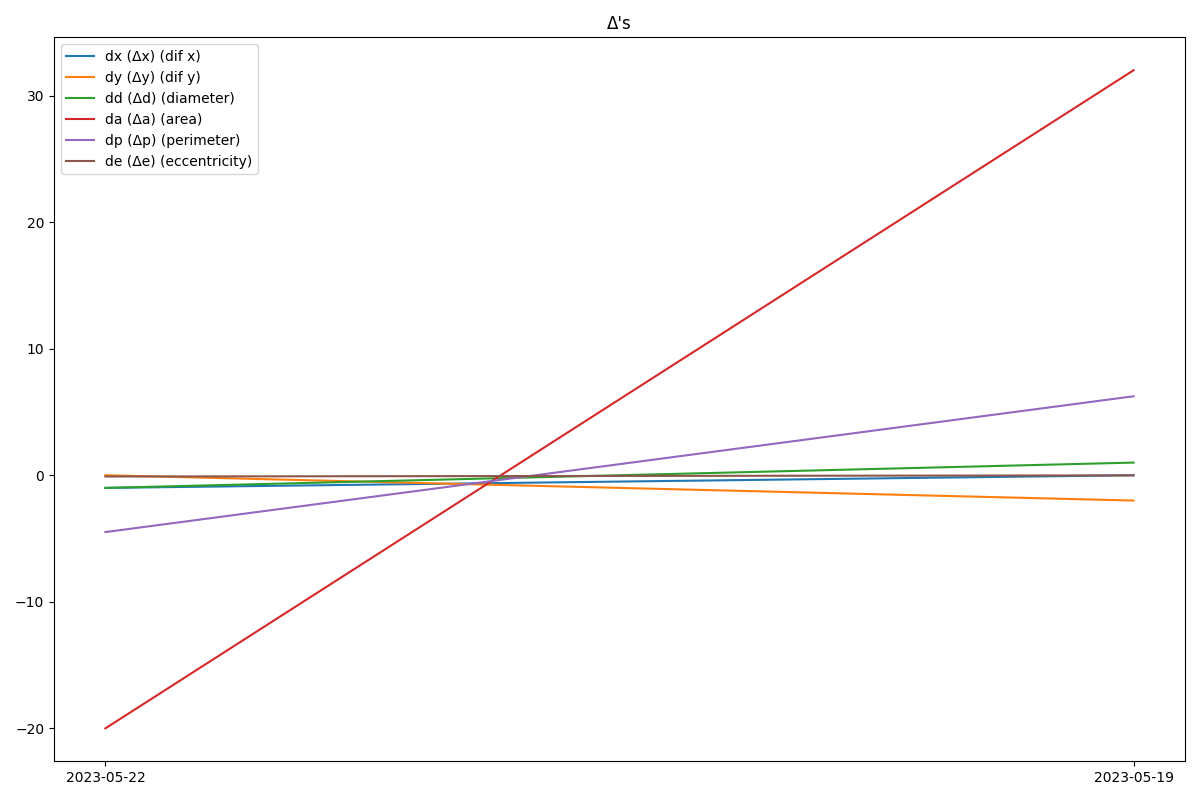 Δ's
dx (Δx) (dif x)
dy (Δy) (dif y)
dd (Δd) (diameter)
da (Δa) (area)
dp (Δp) (perimeter)
de (Δe) (eccentricity)
30
20
10
0
−10
−20
2023-05-22
2023-05-19